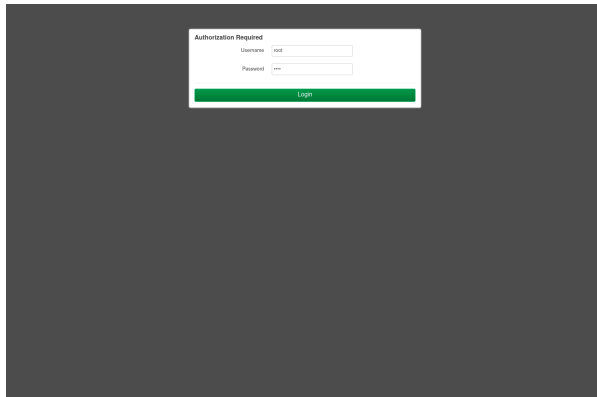 Authorization Required
Username root
Password ••••
Login